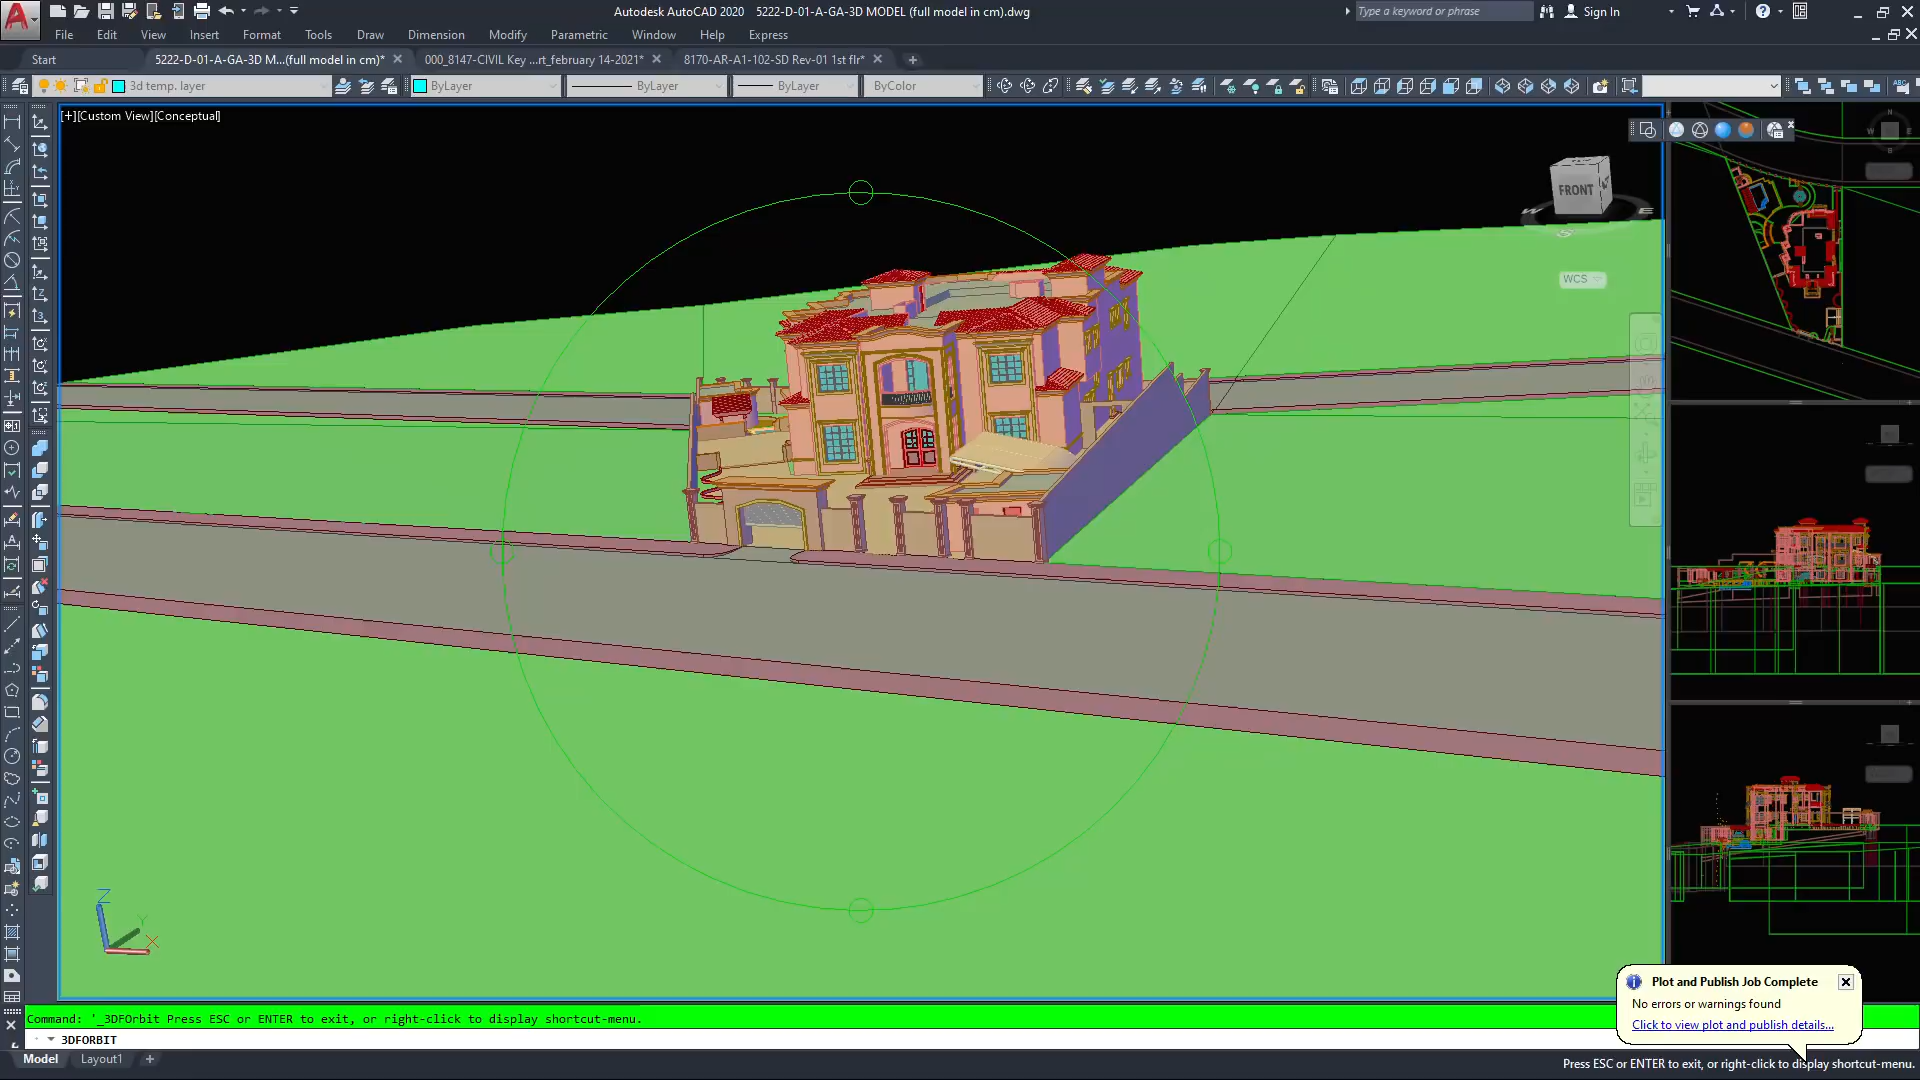 Autodesk AutoCAD 2020 5222-D-01-A-GA-3D MODEL (full model in cm).dwg
Type a keyword or phrase
Sign In
File Edit View Insert Format Tools Draw Dimension Modify Parametric Window Help Express
Start
5222-D-01-A-GA-3D M...(full model in cm)*
000_8147-CIVIL Key ...rt_february 14-2021*
8170-AR-A1-102-SD Rev-01 1st flr*
3d temp. layer
ByLayer
ByLayer
ByLayer
ByColor
[+][Custom View][Conceptual]
FRONT
W
E
S
WCS
Z
Y
X
Plot and Publish Job Complete
No errors or warnings found
Click to view plot and publish details...
Command: '_3DFOrbit Press ESC or ENTER to exit, or right-click to display shortcut-menu.
3DFORBIT
Model Layout1
Press ESC or ENTER to exit, or right-click to display shortcut-menu.